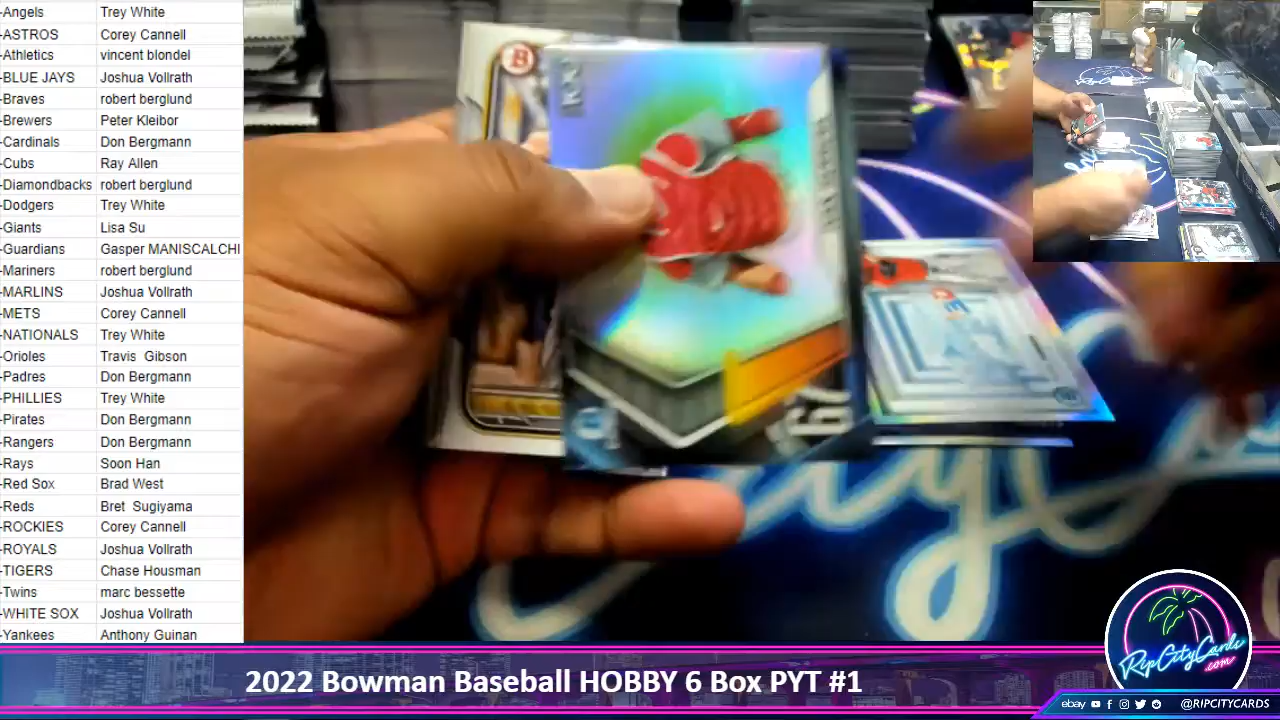 -Angels Trey White
-ASTROS Corey Cannell
-Athletics vincent blondel
-BLUE JAYS Joshua Vollrath
-Braves robert berglund
-Brewers Peter Kleibor
-Cardinals Don Bergmann
-Cubs Ray Allen
-Diamondbacks robert berglund
-Dodgers Trey White
-Giants Lisa Su
-Guardians Gasper MANISCALCHI
-Mariners robert berglund
-MARLINS Joshua Vollrath
-METS Corey Cannell
-NATIONALS Trey White
-Orioles Travis Gibson
-Padres Don Bergmann
-PHILLIES Trey White
-Pirates Don Bergmann
-Rangers Don Bergmann
-Rays Soon Han
-Red Sox Brad West
-Reds Bret Sugiyama
-ROCKIES Corey Cannell
-ROYALS Joshua Vollrath
-TIGERS Chase Housman
-Twins marc bessette
-WHITE SOX Joshua Vollrath
-Yankees Anthony Guinan
B
RipCityCards
.com
2022 Bowman Baseball HOBBY 6 Box PYT #1
ebay @RIPCITYCARDS